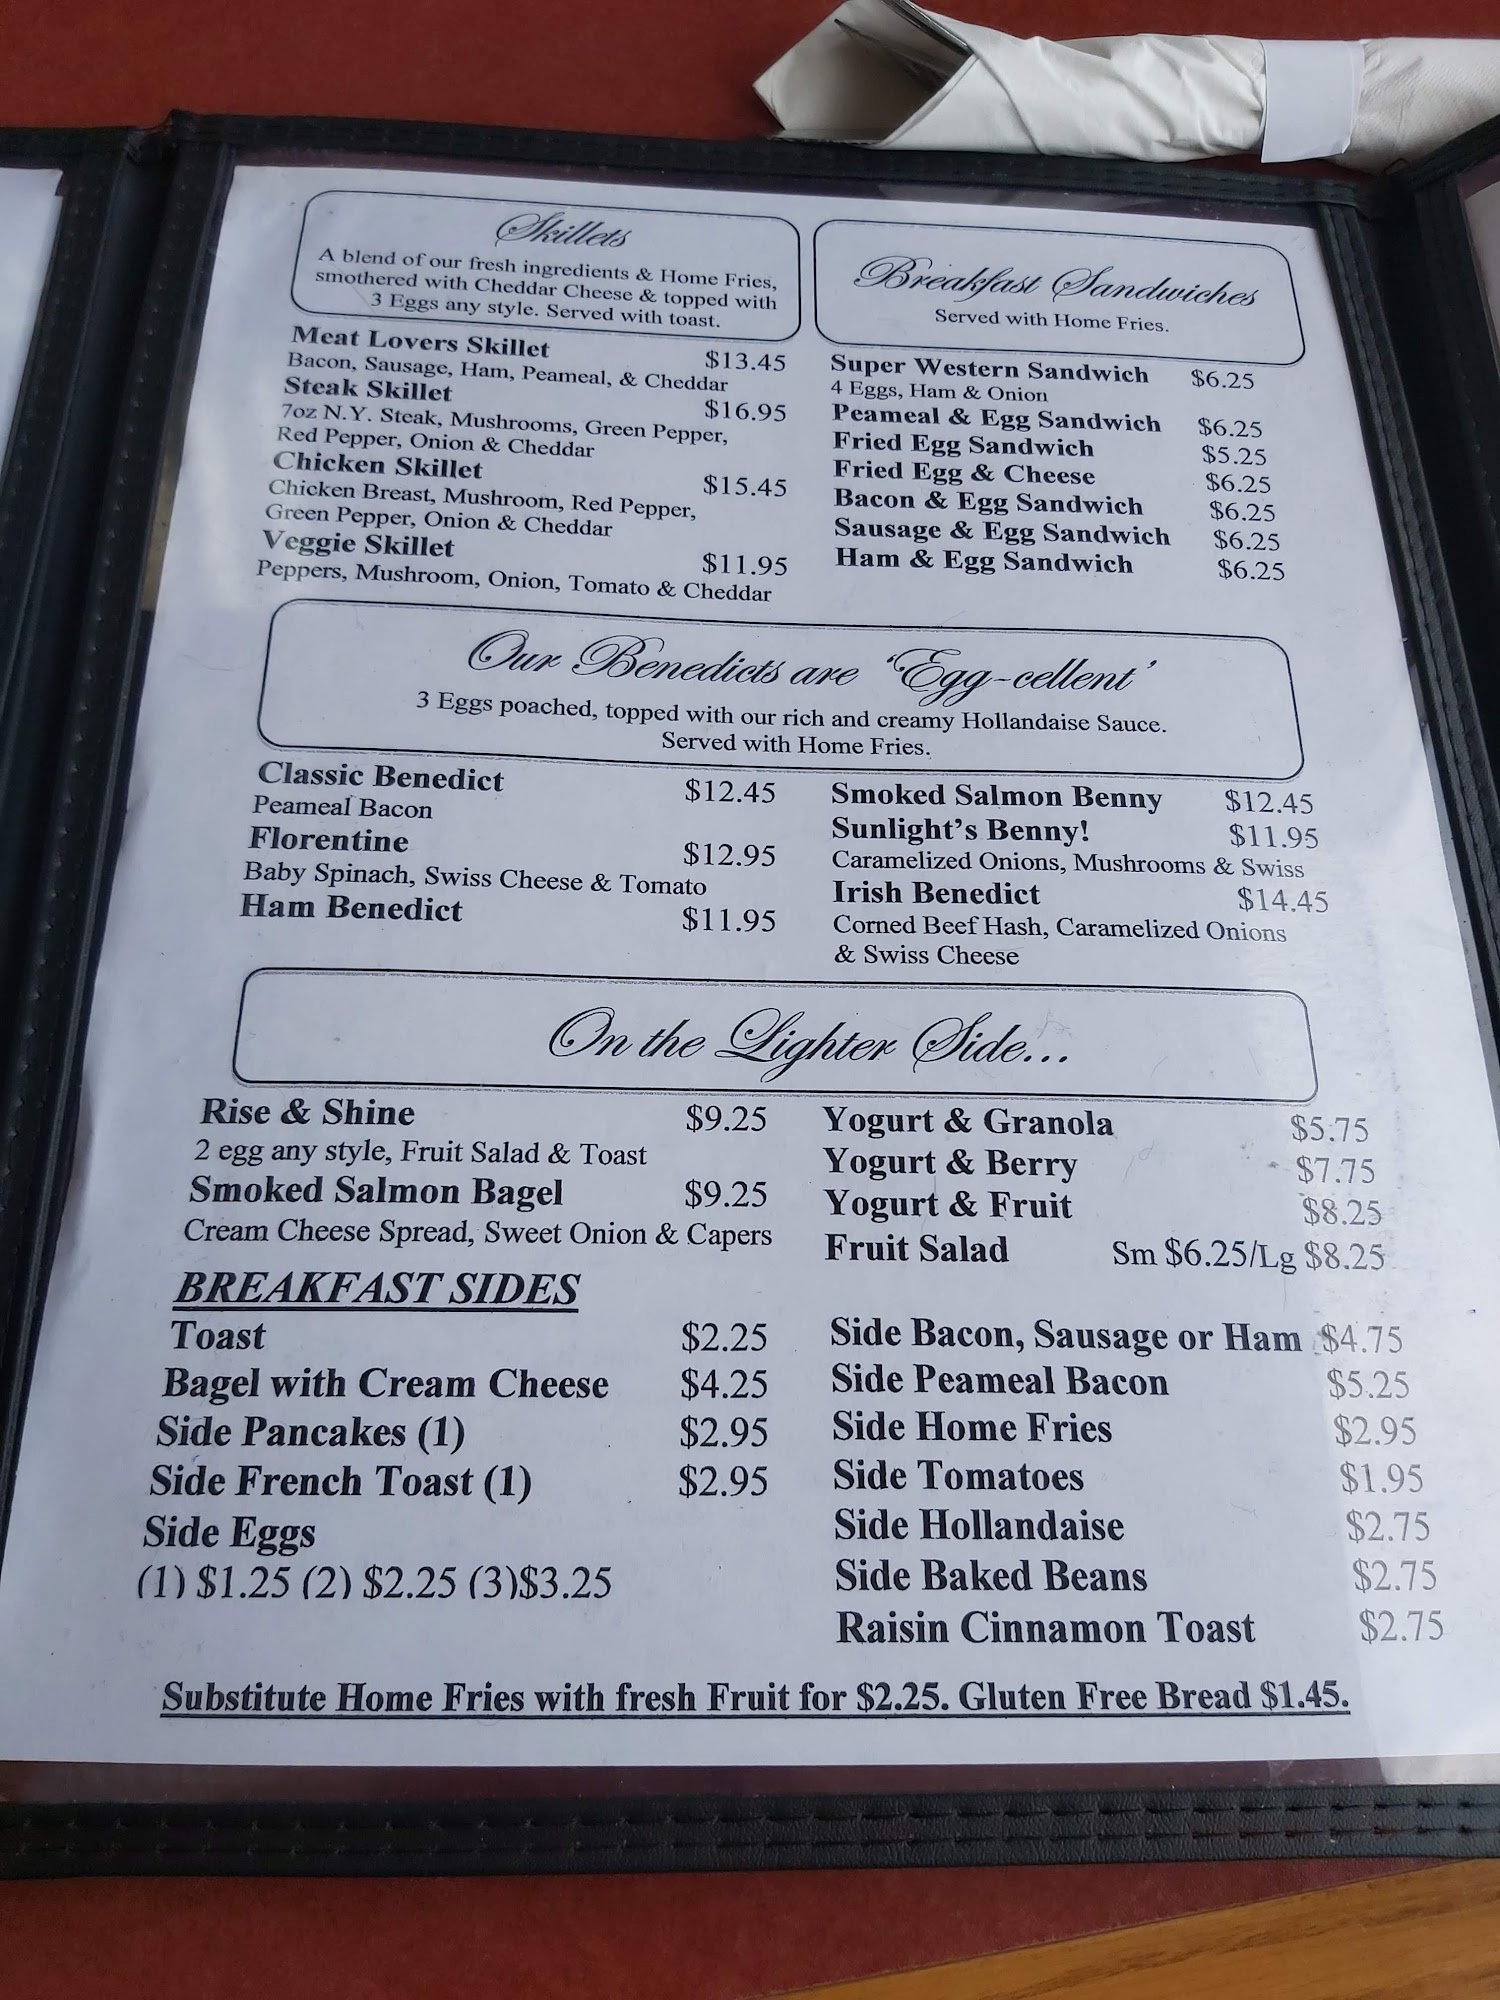 Skillets
A blend of our fresh ingredients & Home Fries,
smothered with Cheddar Cheese & topped with
3 Eggs any style. Served with toast.
Meat Lovers Skillet $13.45
Bacon, Sausage, Ham, Peameal, & Cheddar
Steak Skillet $16.95
7oz N.Y. Steak, Mushrooms, Green Pepper,
Red Pepper, Onion & Cheddar
Chicken Skillet $15.45
Chicken Breast, Mushroom, Red Pepper,
Green Pepper, Onion & Cheddar
Veggie Skillet $11.95
Peppers, Mushroom, Onion, Tomato & Cheddar
Breakfast Sandwiches
Served with Home Fries.
Super Western Sandwich $6.25
4 Eggs, Ham & Onion
Peameal & Egg Sandwich $6.25
Fried Egg Sandwich $5.25
Fried Egg & Cheese $6.25
Bacon & Egg Sandwich $6.25
Sausage & Egg Sandwich $6.25
Ham & Egg Sandwich $6.25
Our Benedicts are 'Egg-cellent'
3 Eggs poached, topped with our rich and creamy Hollandaise Sauce.
Served with Home Fries.
Classic Benedict $12.45
Peameal Bacon
Florentine $12.95
Baby Spinach, Swiss Cheese & Tomato
Ham Benedict $11.95
Smoked Salmon Benny $12.45
Sunlight's Benny! $11.95
Caramelized Onions, Mushrooms & Swiss
Irish Benedict $14.45
Corned Beef Hash, Caramelized Onions
& Swiss Cheese
On the Lighter Side...
Rise & Shine $9.25
2 egg any style, Fruit Salad & Toast
Smoked Salmon Bagel $9.25
Cream Cheese Spread, Sweet Onion & Capers
Yogurt & Granola $5.75
Yogurt & Berry $7.75
Yogurt & Fruit $8.25
Fruit Salad Sm $6.25/Lg $8.25
BREAKFAST SIDES
Toast $2.25
Bagel with Cream Cheese $4.25
Side Pancakes (1) $2.95
Side French Toast (1) $2.95
Side Eggs
(1) $1.25 (2) $2.25 (3)$3.25
Side Bacon, Sausage or Ham $4.75
Side Peameal Bacon $5.25
Side Home Fries $2.95
Side Tomatoes $1.95
Side Hollandaise $2.75
Side Baked Beans $2.75
Raisin Cinnamon Toast $2.75
Substitute Home Fries with fresh Fruit for $2.25. Gluten Free Bread $1.45.